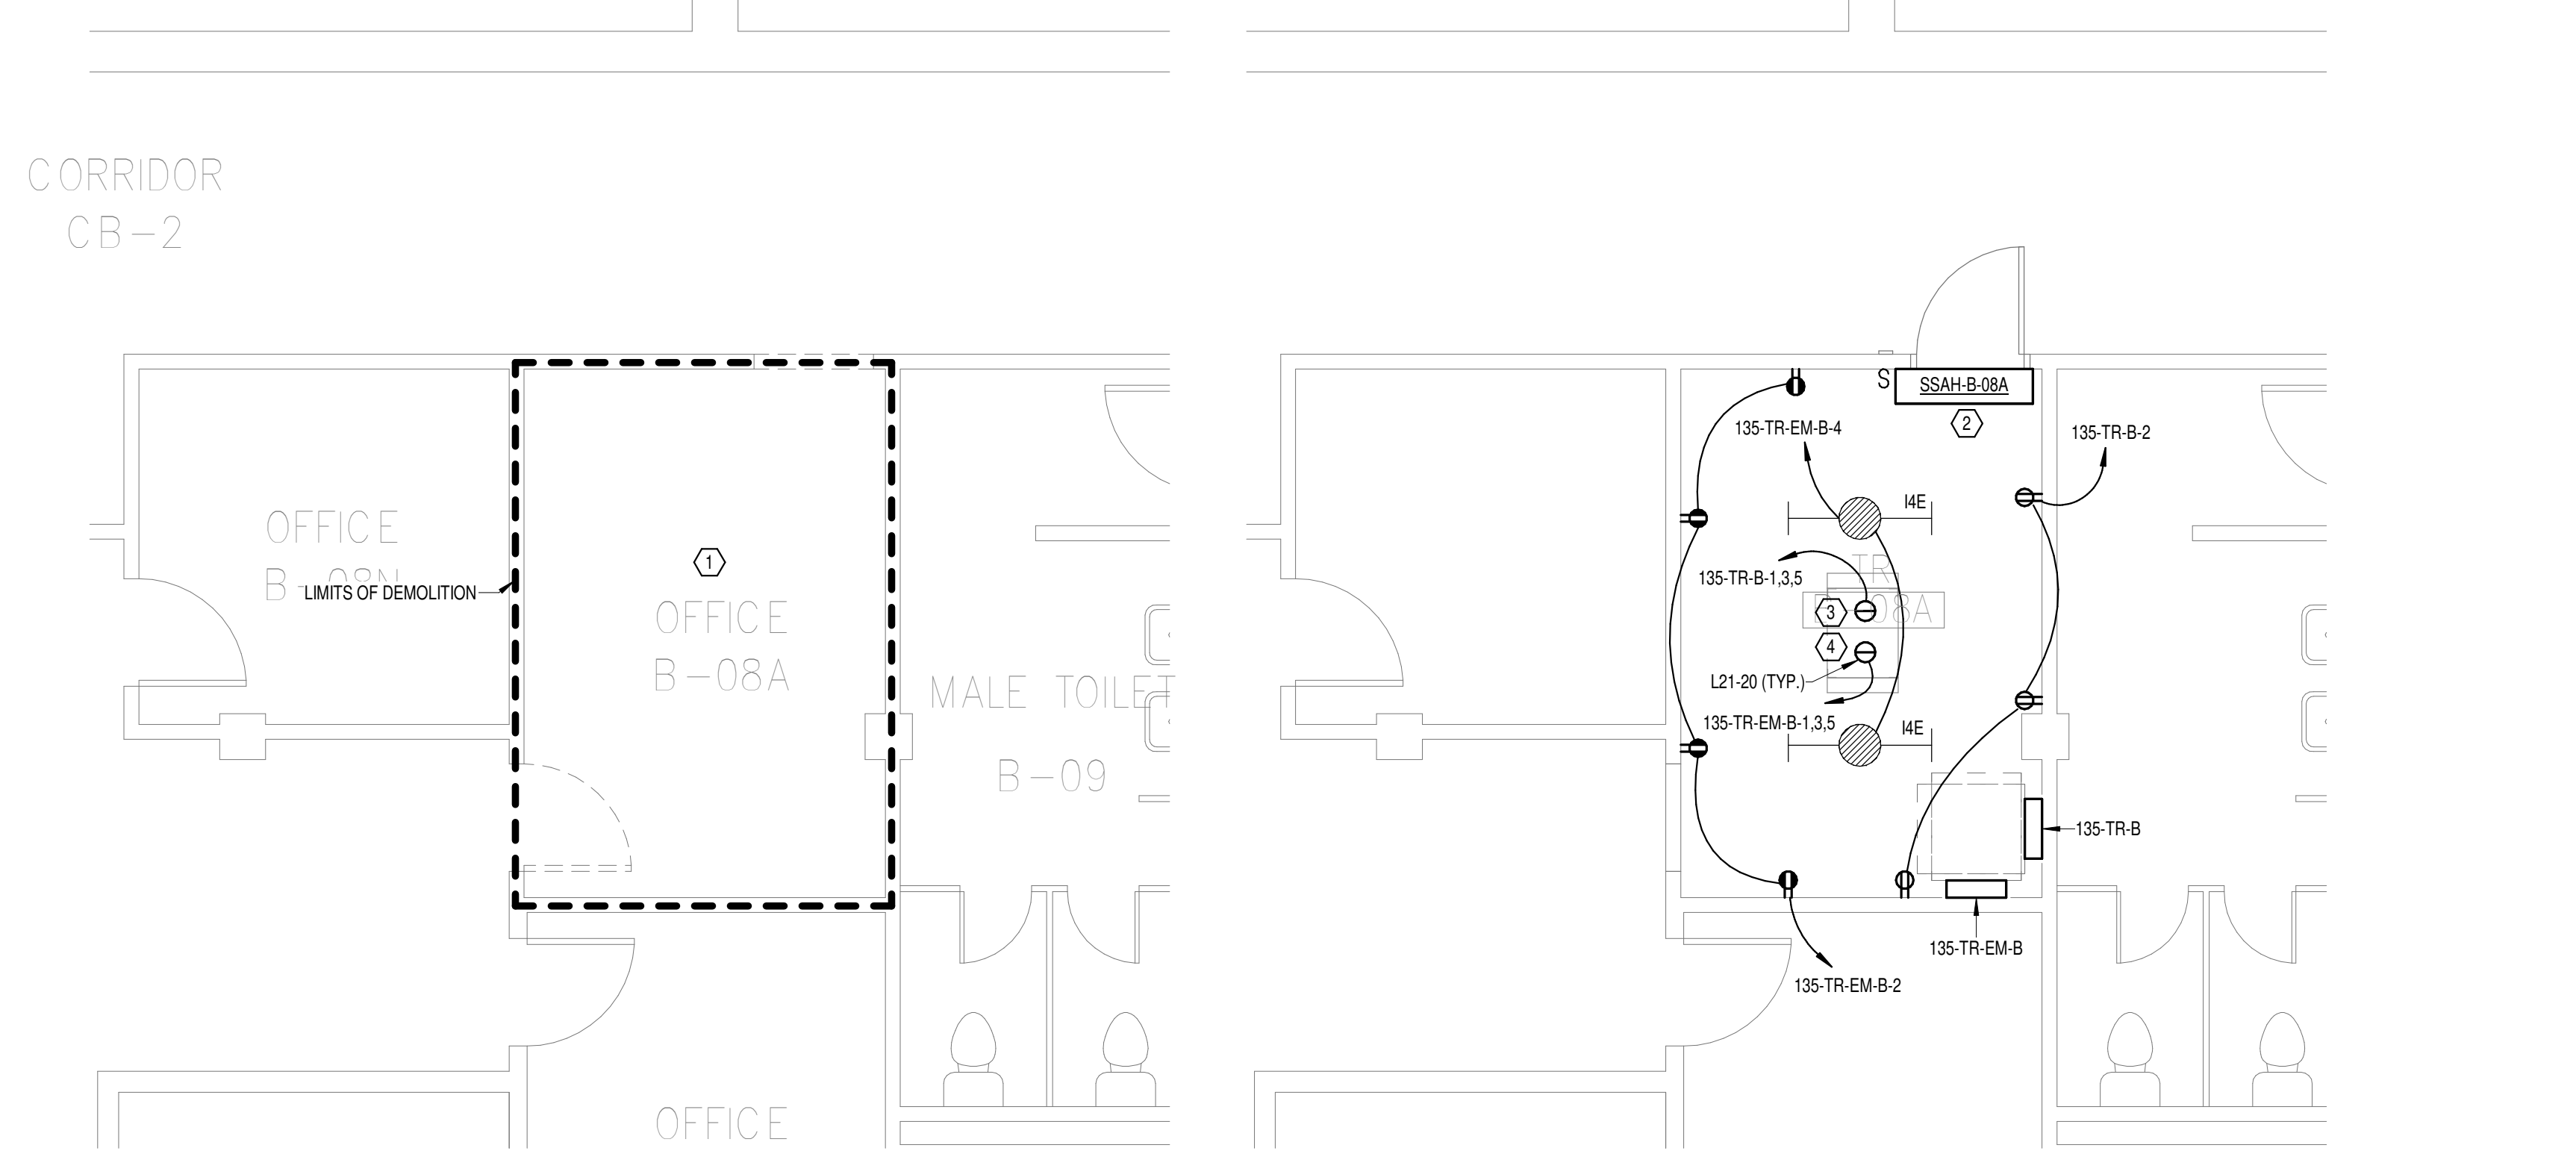 CORRIDOR
CB-2
OFFICE
LIMITS OF DEMOLITION
1
OFFICE
B-08A
MALE TOILET
B-09
OFFICE
S
SSAH-B-08A
2
135-TR-EM-B-4
135-TR-B-2
I4E
TR
135-TR-B-1,3,5
3
4
L21-20 (TYP.)
135-TR-EM-B-1,3,5
I4E
135-TR-B
135-TR-EM-B
135-TR-EM-B-2